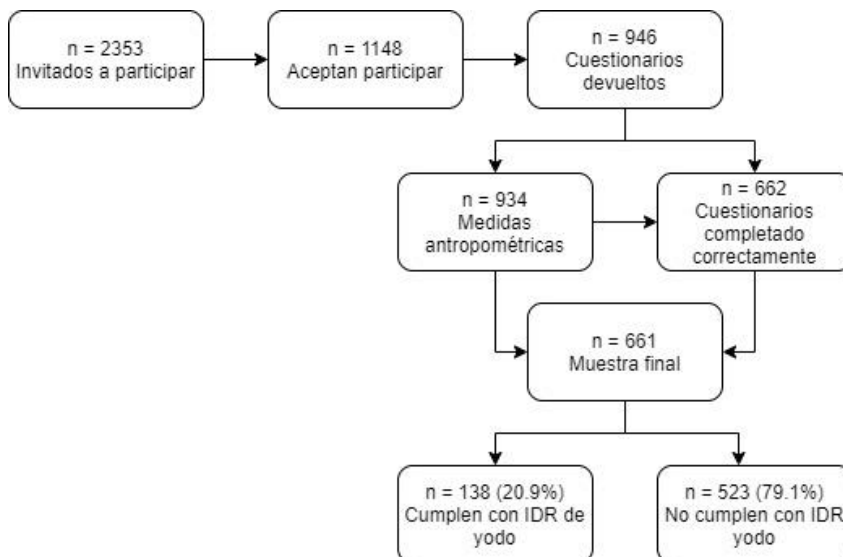 n = 2353
Invitados a participar
n = 1148
Aceptan participar
n = 946
Cuestionarios
devueltos
n = 934
Medidas
antropométricas
n = 662
Cuestionarios
completado
correctamente
n = 661
Muestra final
n = 138 (20.9%)
Cumplen con IDR de
yodo
n = 523 (79.1%)
No cumplen con IDR
yodo